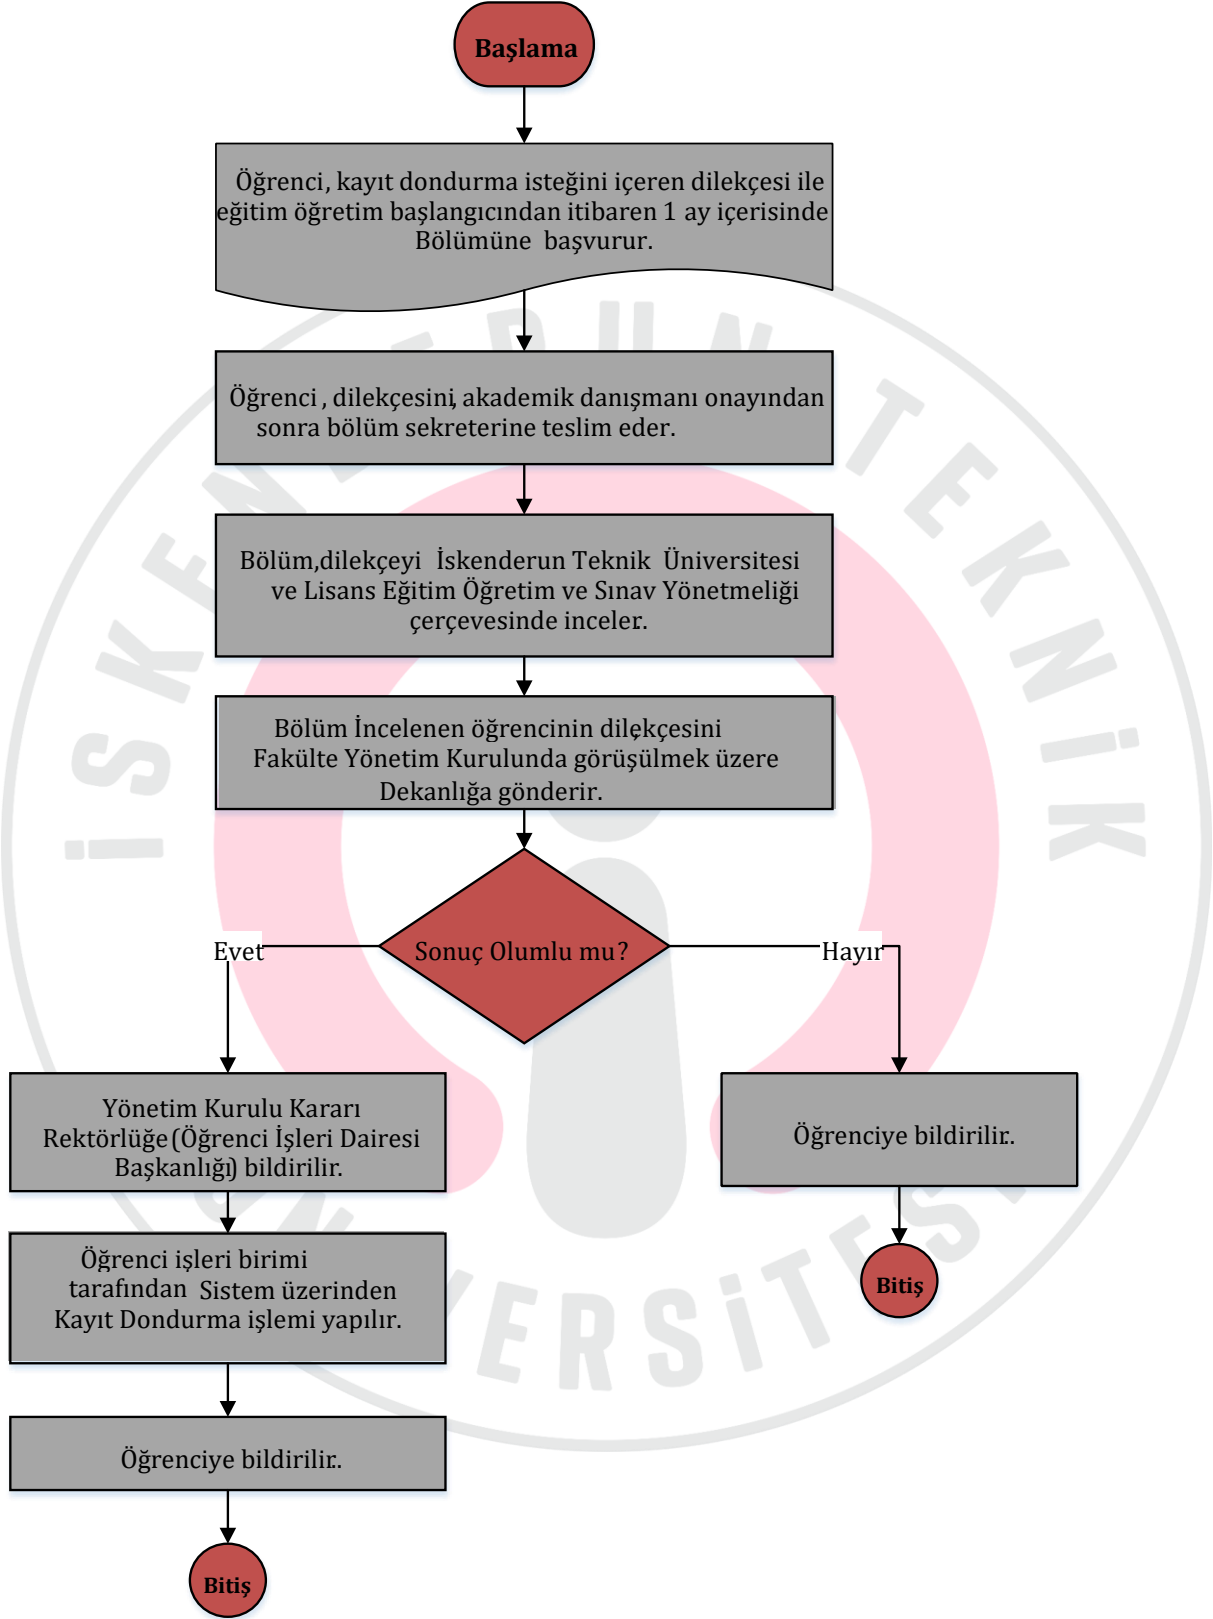 Başlama
Öğrenci, kayıt dondurma isteğini içeren dilekçesi ile
eğitim öğretim başlangıcından itibaren 1 ay içerisinde
Bölümüne başvurur.
Öğrenci, dilekçesini, akademik danışmanı onayından
sonra bölüm sekreterine teslim eder.
Bölüm,dilekçeyi İskenderun Teknik Üniversitesi
ve Lisans Eğitim Öğretim ve Sınav Yönetmeliği
çerçevesinde inceler..
Bölüm İncelenen öğrencinin dilekçesini,
Fakülte Yönetim Kurulunda görüşülmek üzere
Dekanlığa gönderir.
Sonuç Olumlu mu?
Evet
Hayır
Yönetim Kurulu Kararı
Rektörlüğe(Öğrenci İşleri Dairesi
Başkanlığı) bildirilir.
Öğrenciye bildirilir..
Öğrenci işleri birimi
tarafından Sistem üzerinden
Kayıt Dondurma işlemi yapılır.
Bitiş
Öğrenciye bildirilir..
Bitiş
İSKENDERUN TEKNİK
ÜNİVERSİTESİ